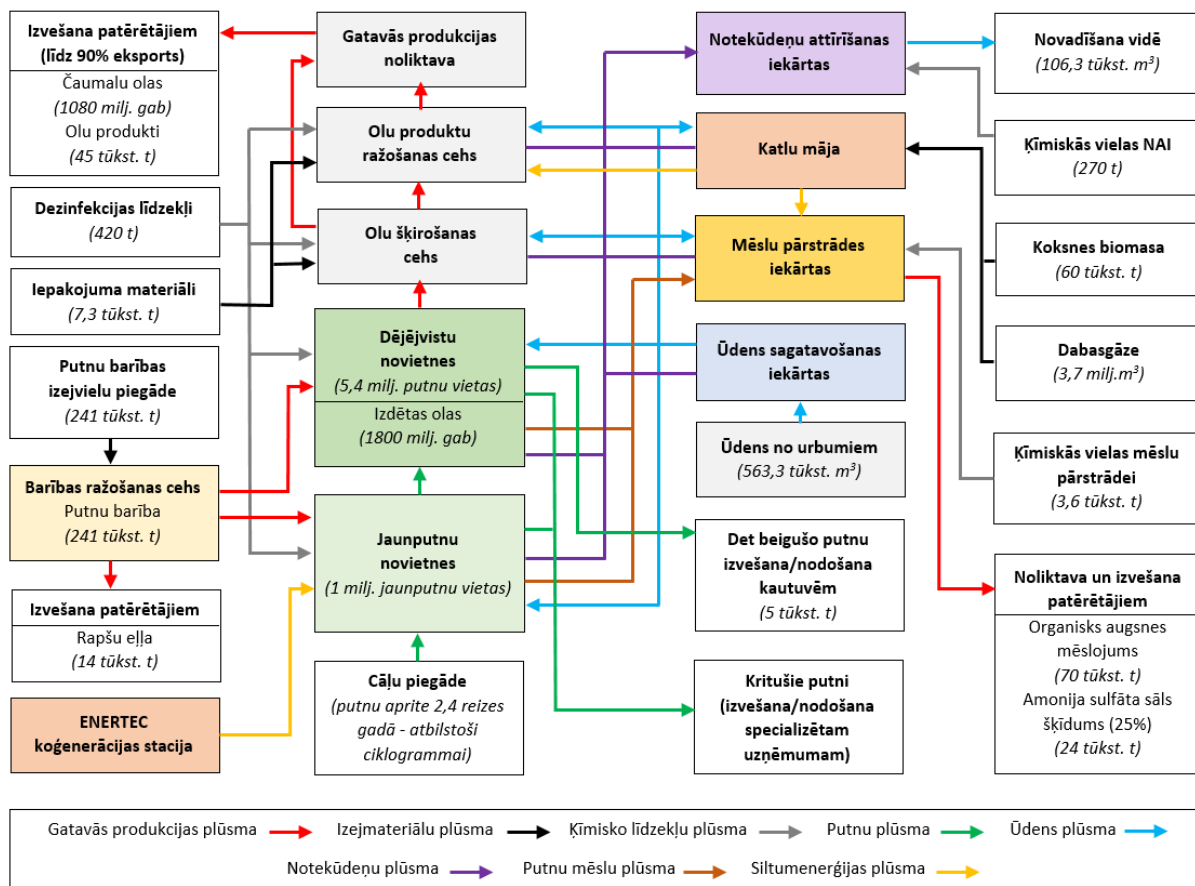 Izvešana patērētājiem
(līdz 90% eksports)
Čaumalu olas
(1080 milj. gab)
Olu produkti
(45 tūkst. t)
Dezinfekcijas līdzekļi
(420 t)
Iepakojuma materiāli
(7,3 tūkst. t)
Putnu barības
izejvielu piegāde
(241 tūkst. t)
Barības ražošanas cehs
Putnu barība
(241 tūkst. t)
Izvešana patērētājiem
Rapšu eļļa
(14 tūkst. t)
ENERTEC
koģenerācijas stacija
Gatavās produkcijas
noliktava
Olu produktu
ražošanas cehs
Olu šķirošanas
cehs
Dējējvistu
novietnes
(5,4 milj. putnu vietas)
Izdētas olas
(1800 milj. gab)
Jaunputnu
novietnes
(1 milj. jaunputnu vietas)
Cāļu piegāde
(putnu aprite 2,4 reizes
gadā - atbilstoši
ciklogrammai)
Notekūdeņu attīrīšanas
iekārtas
Katlu māja
Mēslu pārstrādes
iekārtas
Ūdens sagatavošanas
iekārtas
Ūdens no urbumiem
(563,3 tūkst. m³)
Det beigušo putnu
izvešana/nodošana
kautuvēm
(5 tūkst. t)
Kritušie putni
(izvešana/nodošana
specializētam
uzņēmumam)
Novadīšana vidē
(106,3 tūkst. m³)
Ķīmiskās vielas NAI
(270 t)
Koksnes biomasa
(60 tūkst. t)
Dabasgāze
(3,7 milj.m³)
Ķīmiskās vielas mēslu
pārstrādei
(3,6 tūkst. t)
Noliktava un izvešana
patērētājiem
Organisks augsnes
mēslojums
(70 tūkst. t)
Amonija sulfāta sāls
šķīdums (25%)
(24 tūkst. t)
Gatavās produkcijas plūsma Izejmateriālu plūsma Ķīmisko līdzekļu plūsma Putnu plūsma Ūdens plūsma
Notekūdeņu plūsma Putnu mēslu plūsma Siltumenerģijas plūsma